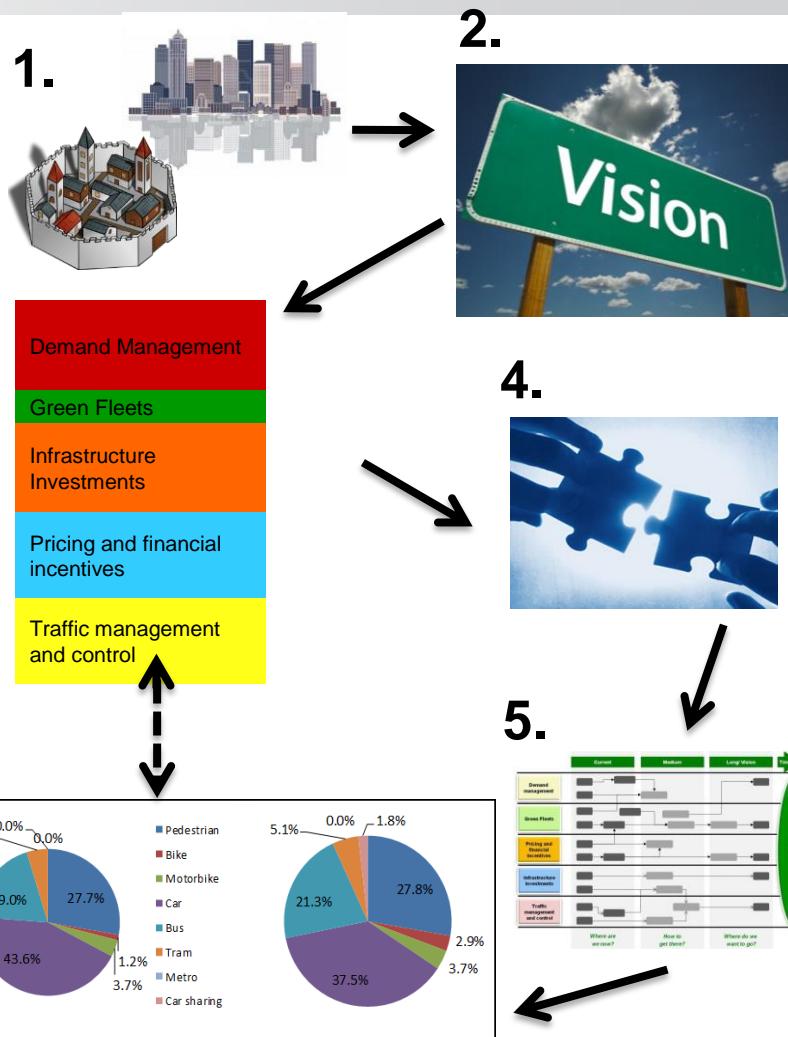 1.
2.
Vision
Demand Management
Green Fleets
Infrastructure
Investments
Pricing and financial
incentives
Traffic management
and control
4.
5.
Current
Medium
Long/ Vision
Demand
management
Green Fleets
Pricing and
financial
incentives
Infrastructure
investments
Traffic
management
and control
Where are
we now?
How to
get there?
Where do we
want to go?
0.0%
27.7%
1.2%
3.7%
43.6%
Pedestrian
Bike
Motorbike
Car
Bus
Tram
Metro
Car sharing
5.1%
0.0%
1.8%
27.8%
2.9%
3.7%
37.5%
21.3%